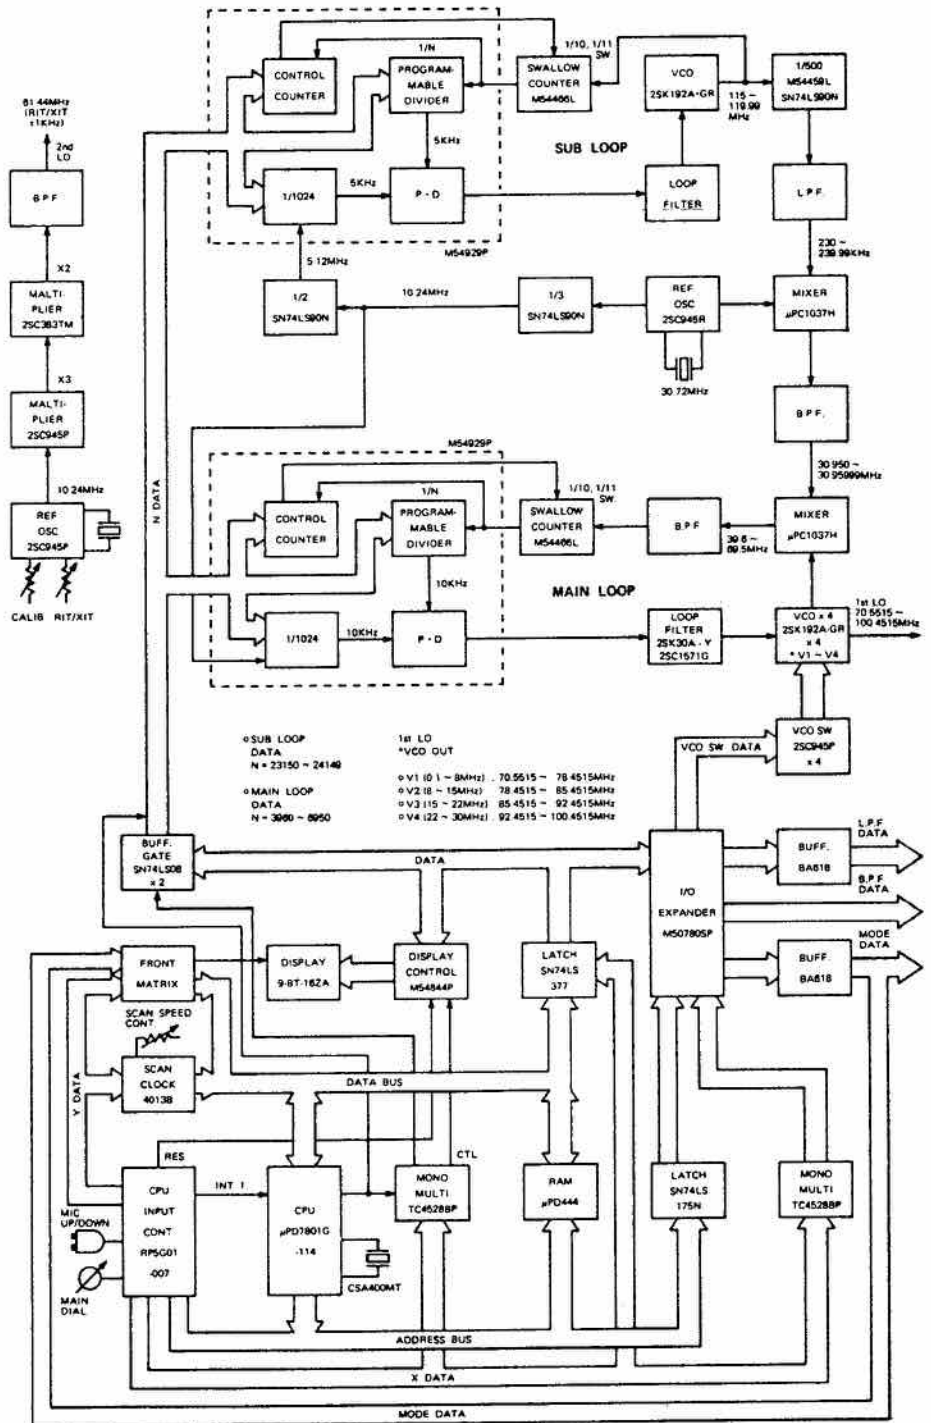 61.44MHz
(RIT/XIT
±1KHz)
2nd
LO
B.P.F.
X2
MALTI-
PLIER
2SC383TM
X3
MALTI-
PLIER
2SC945P
10.24MHz
REF
OSC
2SC945P
CALIB RIT/XIT
CONTROL
COUNTER
1/N
PROGRAM-
MABLE
DIVIDER
1/10, 1/11
SW.
SWALLOW
COUNTER
M54466L
VCO
2SK192A-GR
115 ~
119.99
MHz
1/500
M54459L
SN74LS90N
SUB LOOP
5KHz
1/1024
5KHz
P-D
LOOP
FILTER
L.P.F.
M54929P
5.12MHz
230 ~
239.99KHz
1/2
SN74LS90N
10.24MHz
1/3
SN74LS90N
REF
OSC
2SC945R
MIXER
μPC1037H
30.72MHz
B.P.F.
N DATA
M54929P
30.950 ~
30.95999MHz
CONTROL
COUNTER
1/N
PROGRAM-
MABLE
DIVIDER
1/10, 1/11
SW.
SWALLOW
COUNTER
M54466L
B.P.F
39.6 ~
69.5MHz
MIXER
μPC1037H
10KHz
MAIN LOOP
1/1024
10KHz
P-D
LOOP
FILTER
2SK30A-Y
2SC1571G
VCO x 4
2SK192A-GR
x 4
* V1 ~ V4
1st LO
70.5515 ~
100.4515MHz
○ SUB LOOP
DATA
N = 23150 ~ 24149
○ MAIN LOOP
DATA
N = 3960 ~ 6950
1st LO
*VCO OUT
○ V1 (0.1 ~ 8MHz) . 70.5515 ~ 78.4515MHz
○ V2 (8 ~ 15MHz) 78.4515 ~ 85.4515MHz
○ V3 (15 ~ 22MHz) 85.4515 ~ 92.4515MHz
○ V4 (22 ~ 30MHz) . 92.4515 ~ 100.4515MHz
VCO SW DATA
VCO SW
2SC945P
x 4
BUFF.
GATE
SN74LS08
x 2
DATA
I/O
EXPANDER
M50780SP
BUFF.
BA618
L.P.F
DATA
B.P.F
DATA
MODE
DATA
BUFF.
BA618
FRONT
MATRIX
DISPLAY
9-BT-16ZA
DISPLAY
CONTROL
M54844P
LATCH
SN74LS
377
SCAN SPEED
CONT.
SCAN
CLOCK
4013B
Y DATA
DATA BUS
RES
CTL
CPU
INPUT
CONT
RP5G01
-007
INT 1
CPU
μPD7801G
-114
MONO
MULTI
TC4528BP
RAM
μPD444
LATCH
SN74LS
175N
MONO
MULTI
TC4528BP
MIC
UP/DOWN
MAIN
DIAL
CSA400MT
ADDRESS BUS
X DATA
MODE DATA